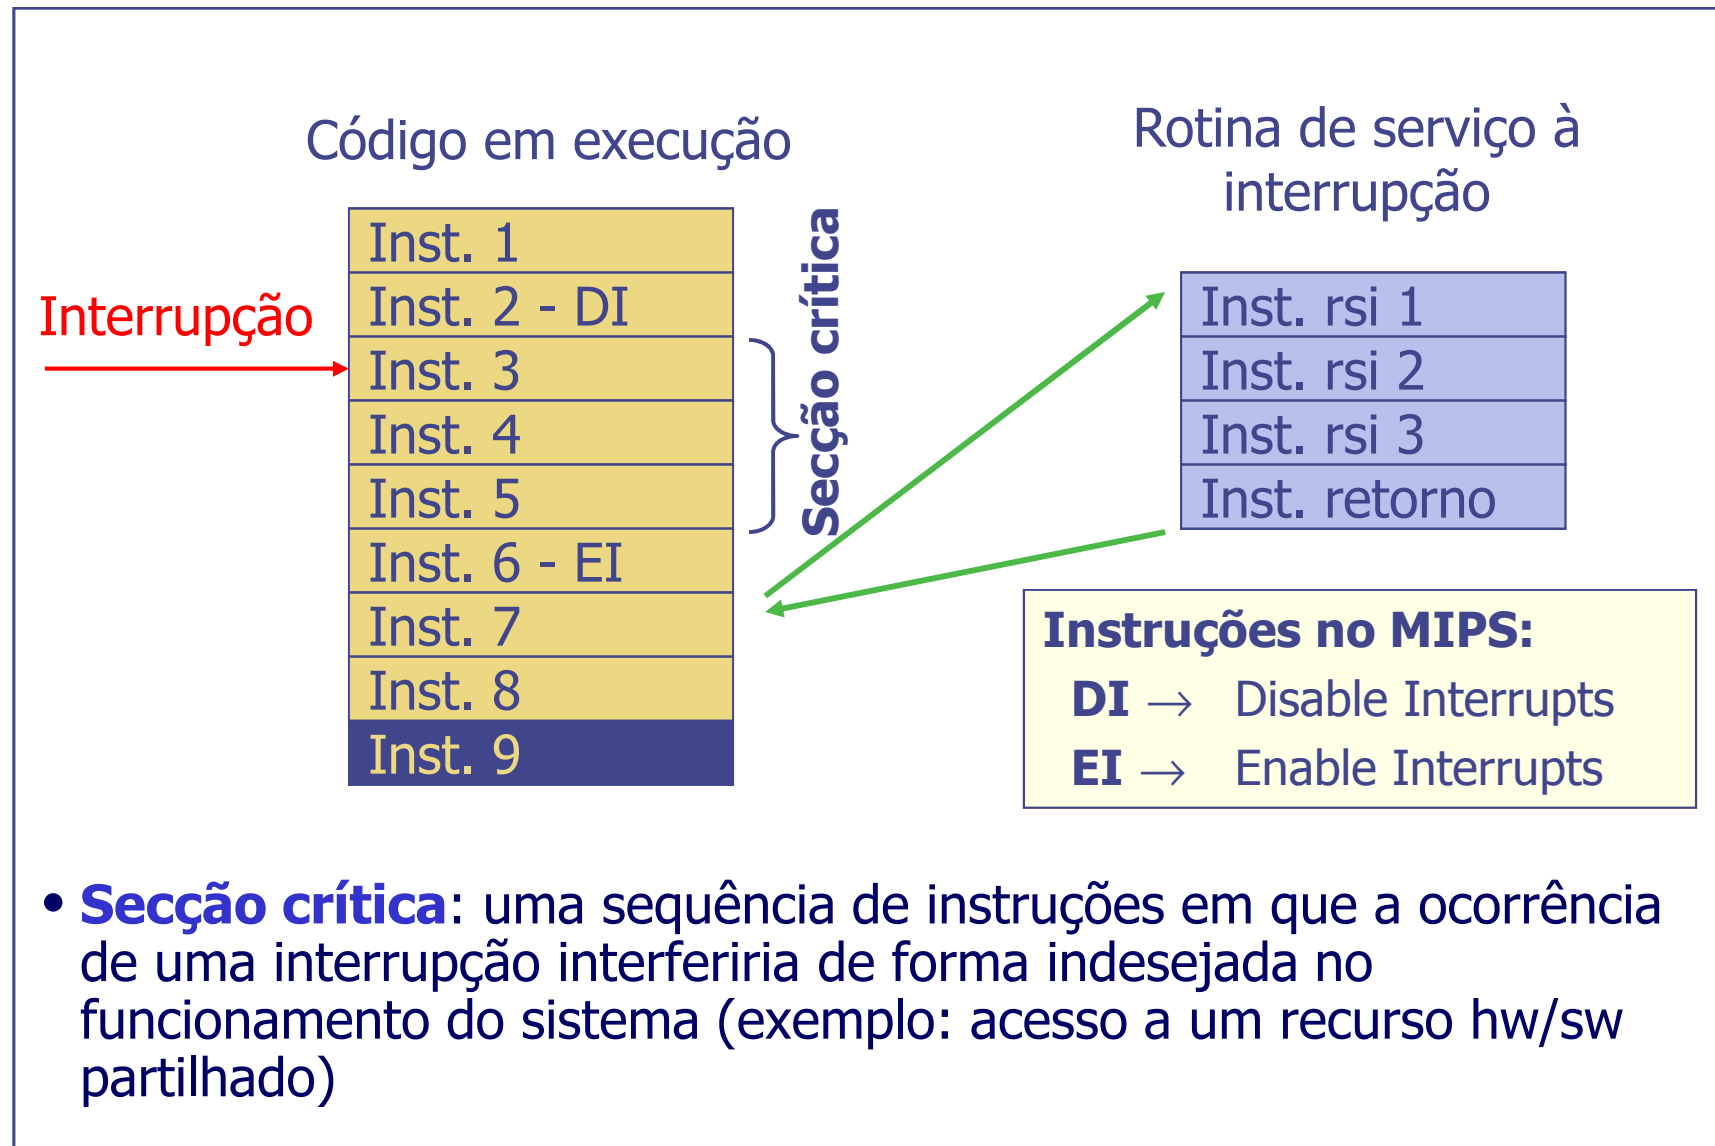 Código em execução
Rotina de serviço à
interrupção
Interrupção
Inst. 1
Inst. 2 - DI
Inst. 3
Inst. 4
Inst. 5
Inst. 6 - EI
Inst. 7
Inst. 8
Inst. 9
Secção crítica
Inst. rsi 1
Inst. rsi 2
Inst. rsi 3
Inst. retorno
Instruções no MIPS:
DI → Disable Interrupts
EI → Enable Interrupts
• Secção crítica: uma sequência de instruções em que a ocorrência
de uma interrupção interferiria de forma indesejada no
funcionamento do sistema (exemplo: acesso a um recurso hw/sw
partilhado)